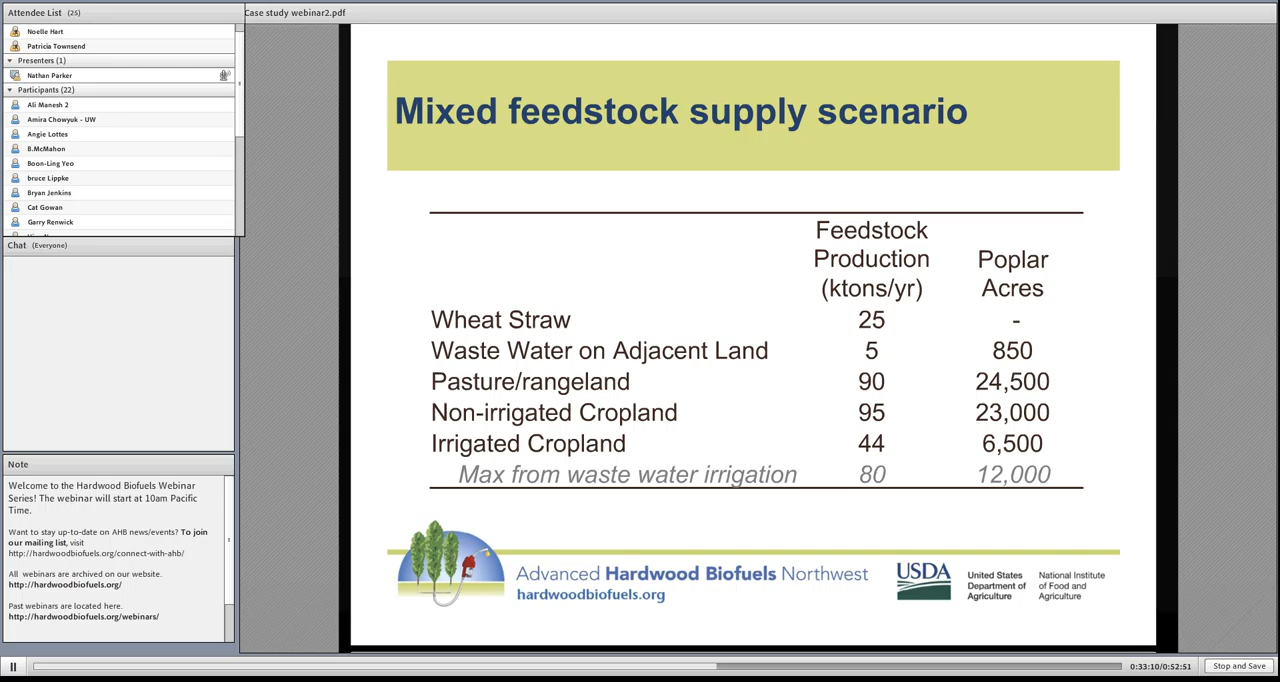 Attendee List (25)
Case study webinar2.pdf
Noelle Hart
Patricia Townsend
Presenters (1)
Nathan Parker
Participants (22)
Ali Manesh 2
Amira Chowyuk - UW
Angie Lottes
B.McMahon
Boon-Ling Yeo
bruce Lippke
Bryan Jenkins
Cat Gowan
Garry Renwick
Chat (Everyone)
Note
Welcome to the Hardwood Biofuels Webinar
Series! The webinar will start at 10am Pacific
Time.
Want to stay up-to-date on AHB news/events? To join
our mailing list, visit
http://hardwoodbiofuels.org/connect-with-ahb/
All webinars are archived on our website.
http://hardwoodbiofuels.org/
Past webinars are located here.
http://hardwoodbiofuels.org/webinars/
Mixed feedstock supply scenario
Feedstock
Production
(ktons/yr)
Poplar
Acres
Wheat Straw 25 -
Waste Water on Adjacent Land 5 850
Pasture/rangeland 90 24,500
Non-irrigated Cropland 95 23,000
Irrigated Cropland 44 6,500
Max from waste water irrigation 80 12,000
Advanced Hardwood Biofuels Northwest
hardwoodbiofuels.org
USDA
United States
Department of
Agriculture
National Institute
of Food and
Agriculture
0:33:10/0:52:51
Stop and Save